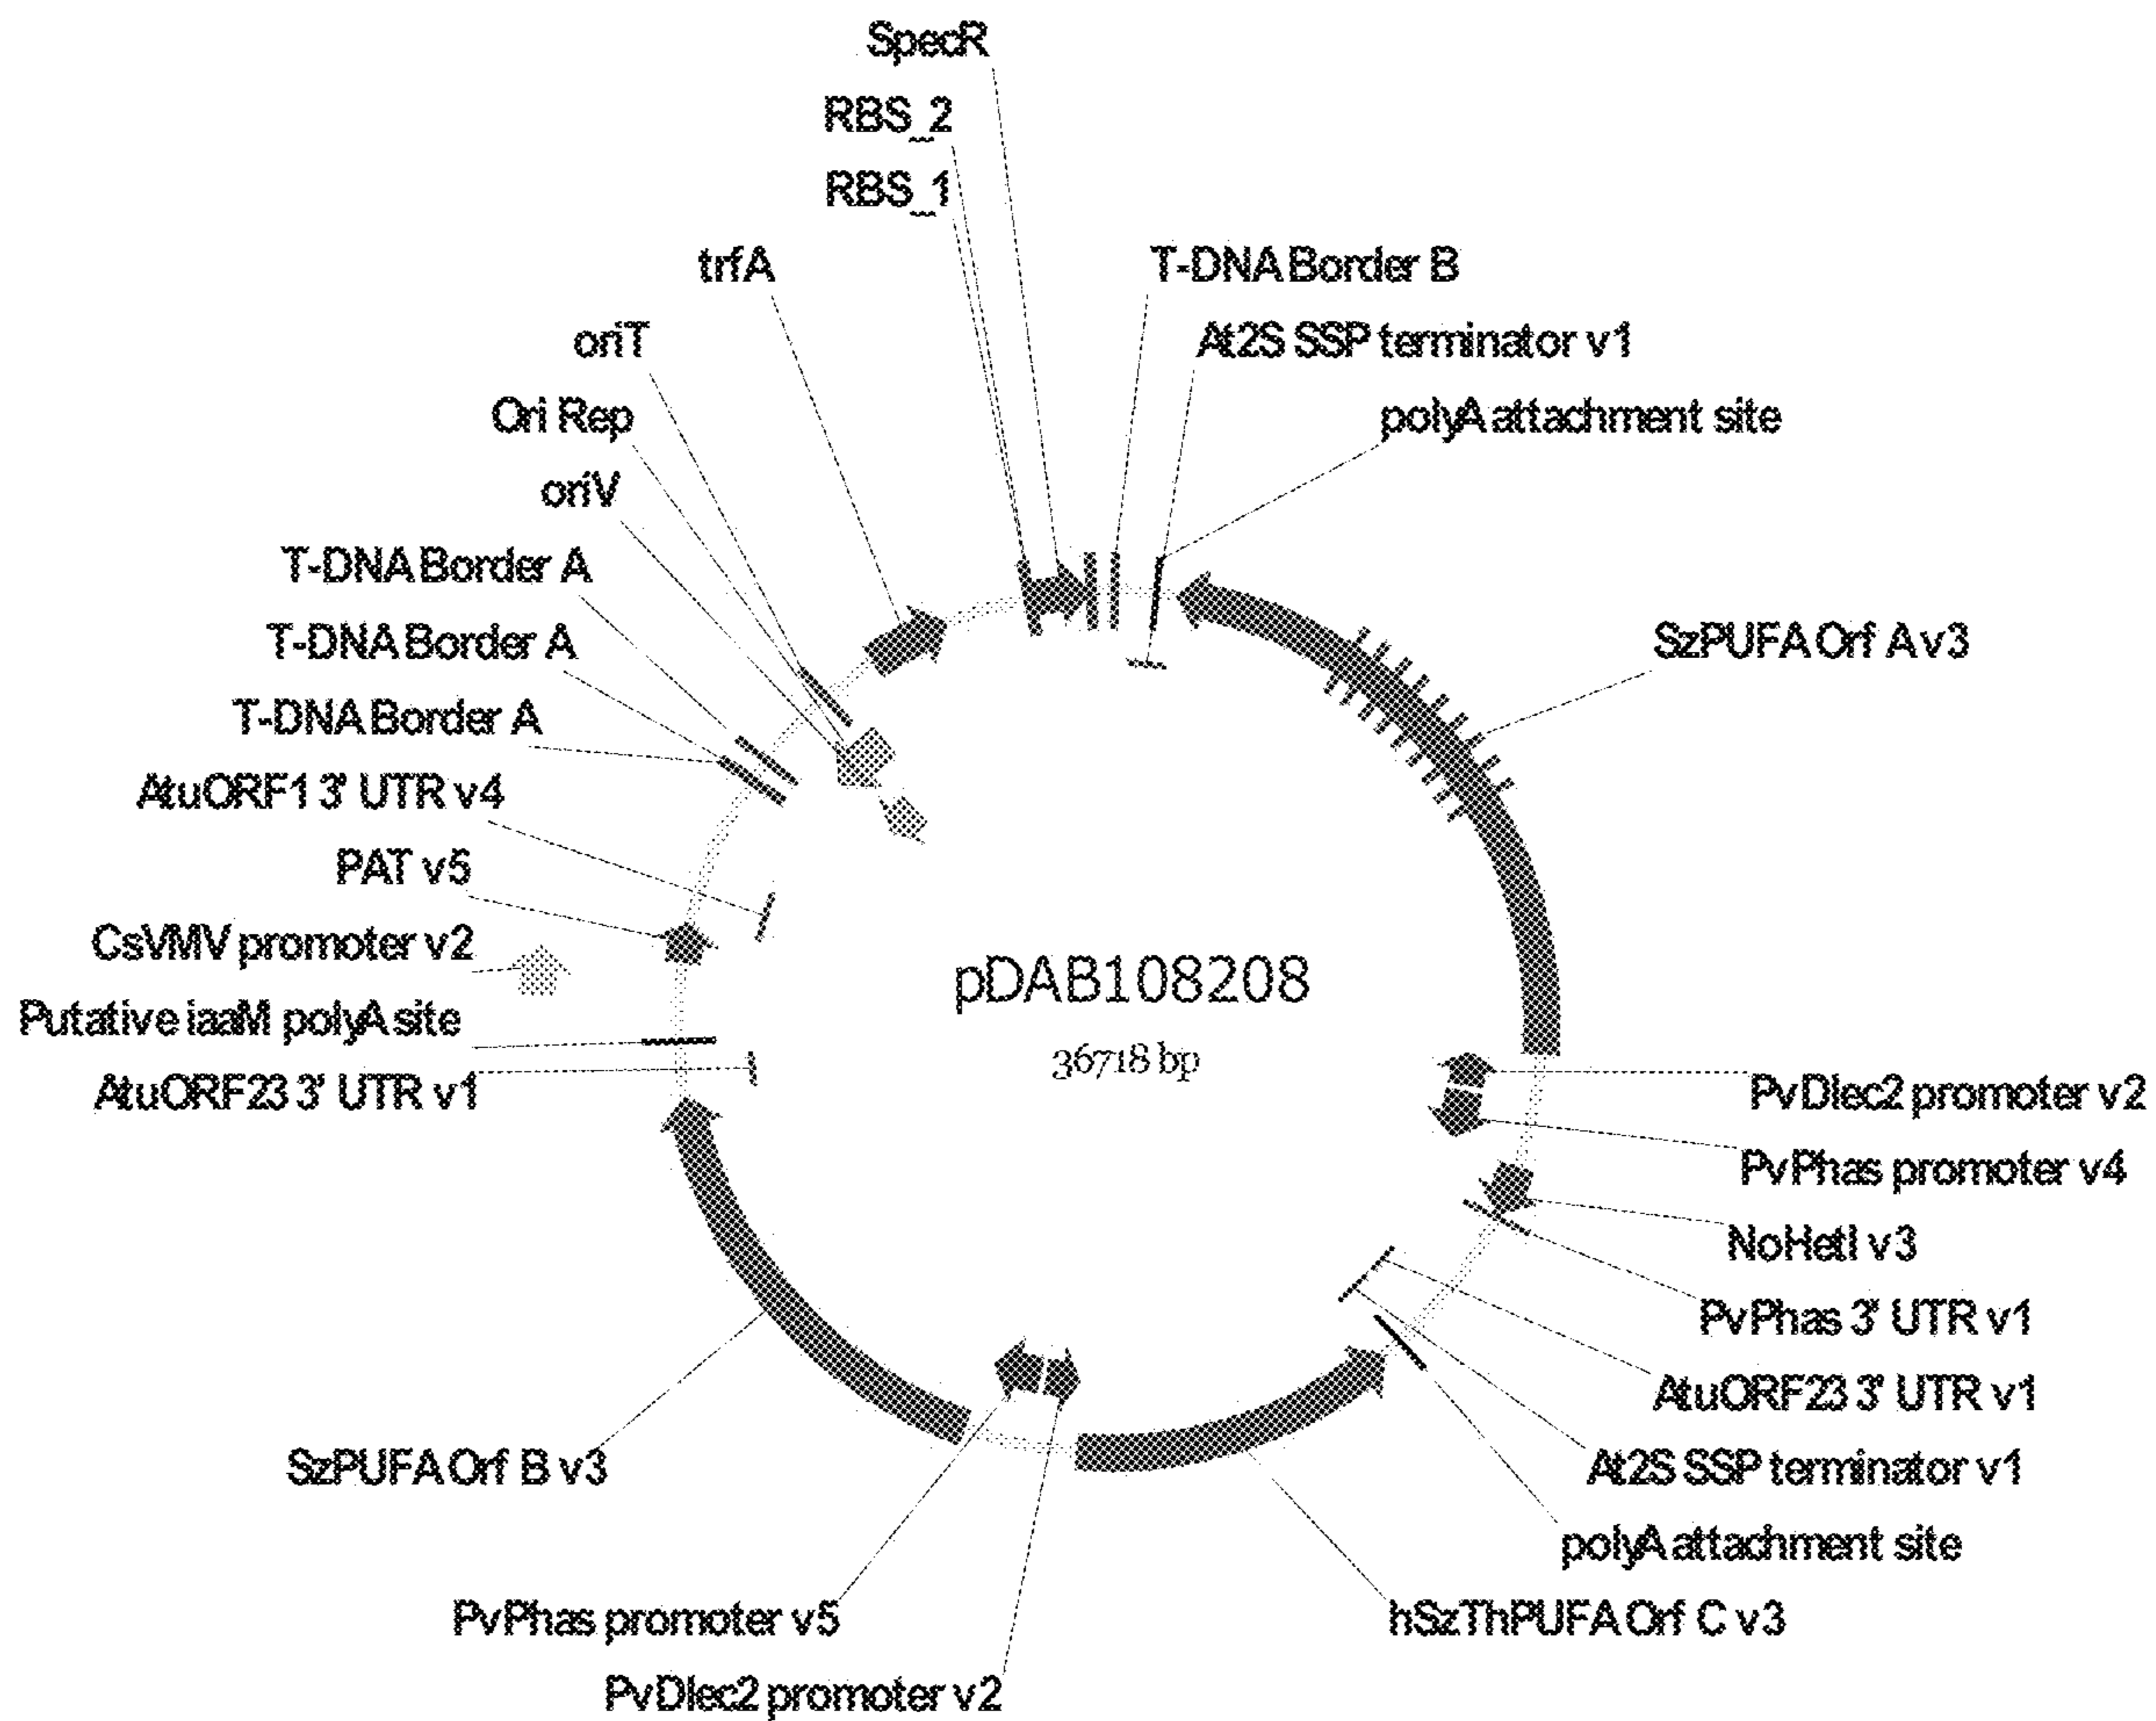 SpecR
RBS_2
RBS_1
trfA
oriT
Ori Rep
oriV
T-DNA Border A
T-DNA Border A
T-DNA Border A
AtuORF1 3' UTR v4
PAT v5
CsVMV promoter v2
Putative iaaM polyA site
AtuORF23 3' UTR v1
T-DNA Border B
At2S SSP terminator v1
polyA attachment site
SzPUFA Orf A v3
pDAB108208
36718 bp
PvDlec2 promoter v2
PvPhas promoter v4
NoHetI v3
PvPhas 3' UTR v1
AtuORF23 3' UTR v1
At2S SSP terminator v1
polyA attachment site
hSzThPUFA Orf C v3
SzPUFA Orf B v3
PvPhas promoter v5
PvDlec2 promoter v2